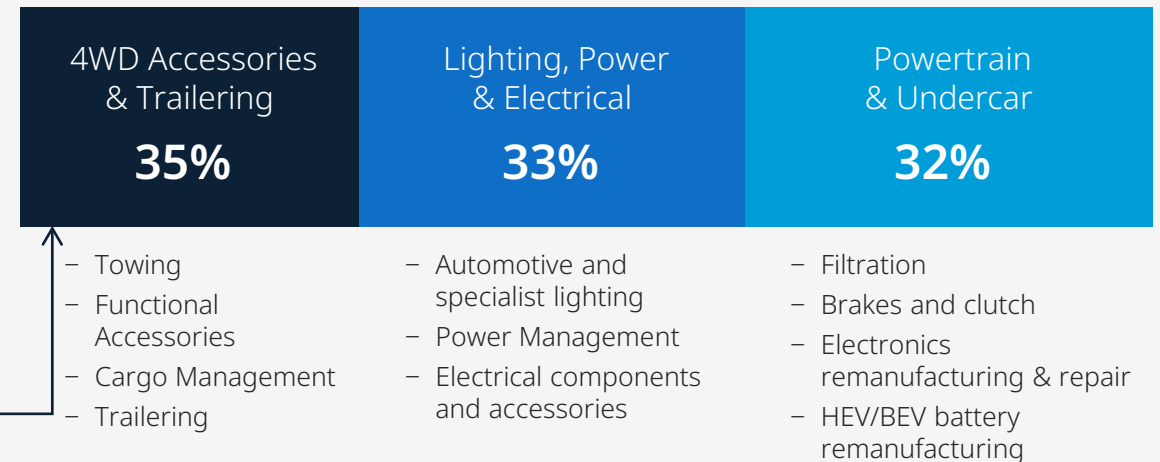 4WD Accessories
& Trailering
35%
Lighting, Power
& Electrical
33%
Powertrain
& Undercar
32%
– Towing
– Functional
Accessories
– Cargo Management
– Trailering
– Automotive and
specialist lighting
– Power Management
– Electrical components
and accessories
– Filtration
– Brakes and clutch
– Electronics
remanufacturing & repair
– HEV/BEV battery
remanufacturing